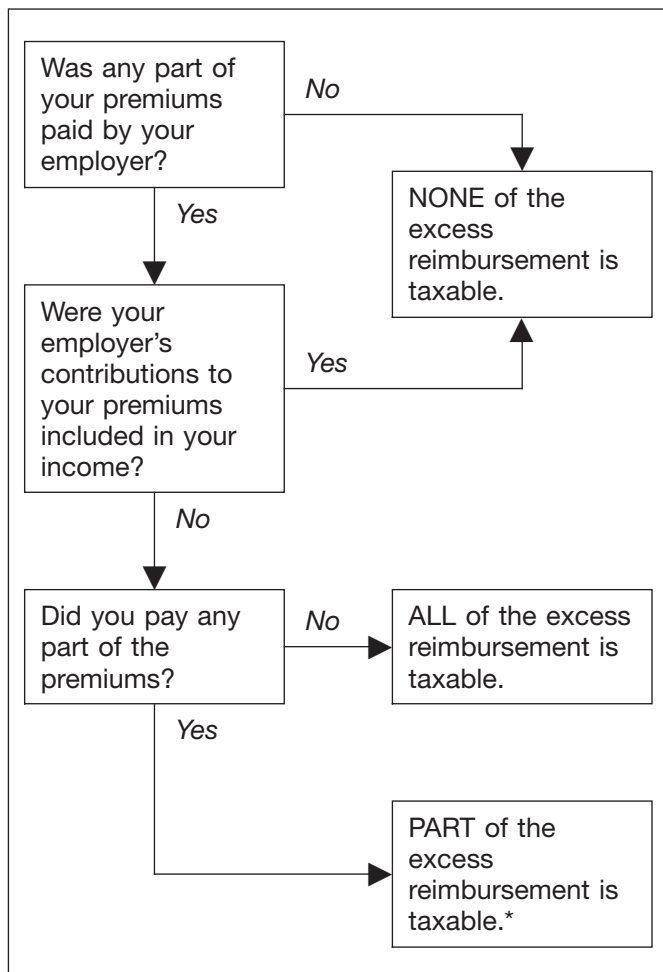 Was any part of
your premiums
paid by your
employer?
No
Yes
NONE of the
excess
reimbursement is
taxable.
Were your
employer’s
contributions to
your premiums
included in your
income?
Yes
No
Did you pay any
part of the
premiums?
No
ALL of the excess
reimbursement is
taxable.
Yes
PART of the
excess
reimbursement is
taxable.*